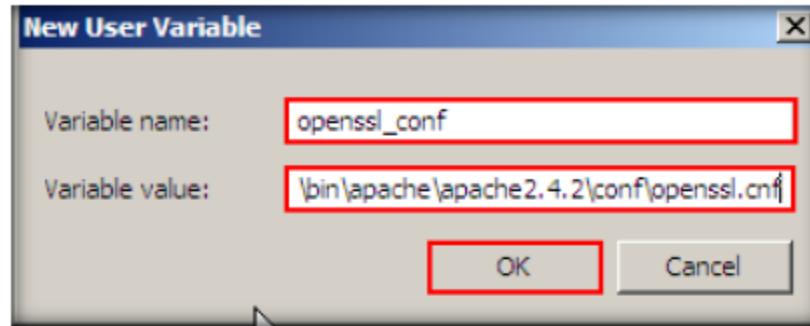 New User Variable
Variable name: openssl_conf
Variable value: \bin\apache\apache2.4.2\conf\openssl.cnf
OK Cancel